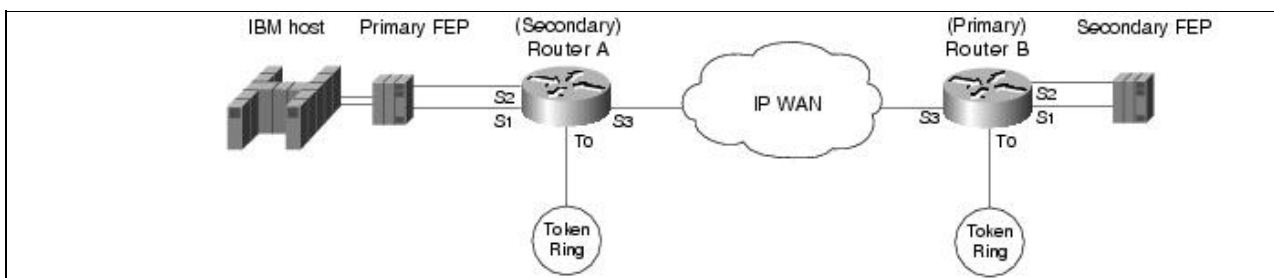 IBM host
Primary FEP
(Secondary)
Router A
(Primary)
Router B
Secondary FEP
S2
S1
S3
To
IP WAN
S3
S2
S1
To
Token
Ring
Token
Ring